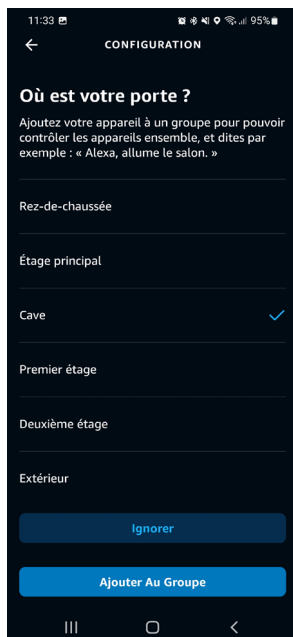 11:33 95%
CONFIGURATION
Où est votre porte ?
Ajoutez votre appareil à un groupe pour pouvoir
contrôler les appareils ensemble, et dites par
exemple : « Alexa, allume le salon. »
Rez-de-chaussée
Étage principal
Cave
Premier étage
Deuxième étage
Extérieur
Ignorer
Ajouter Au Groupe